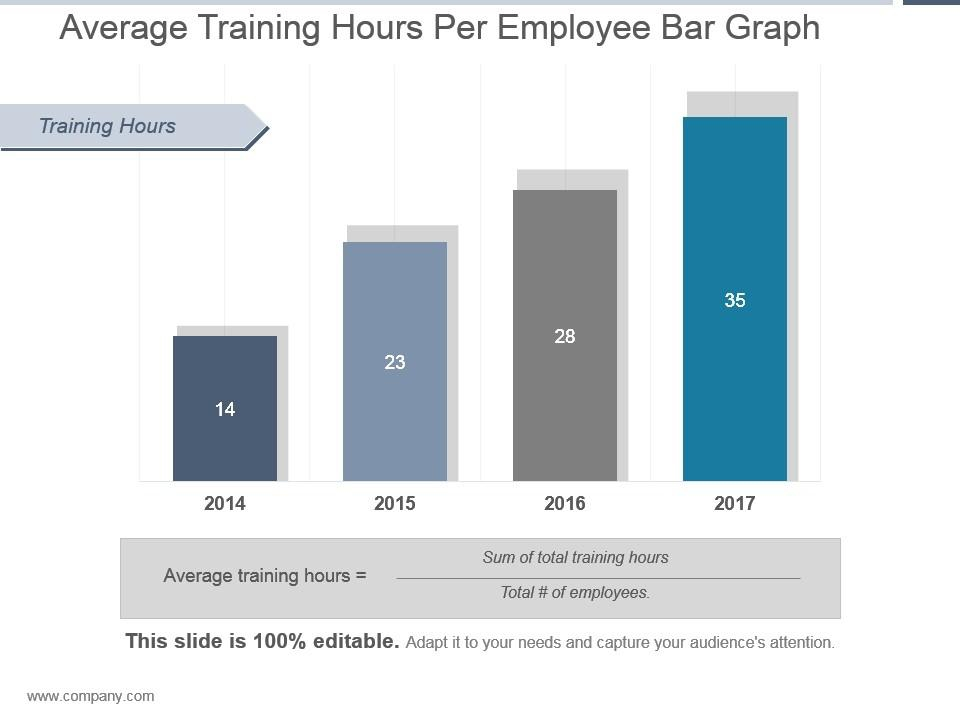 Average Training Hours Per Employee Bar Graph
Training Hours
14
23
28
35
2014 2015 2016 2017
Sum of total training hours
Average training hours =
Total # of employees.
This slide is 100% editable. Adapt it to your needs and capture your audience's attention.
www.company.com